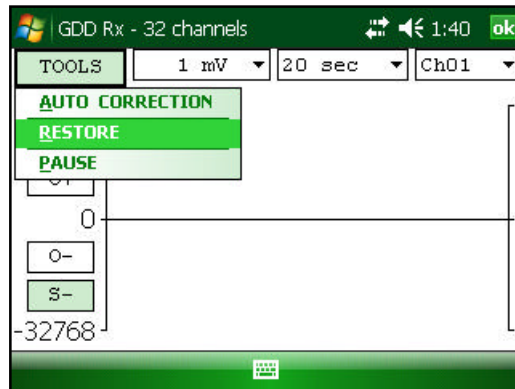 GDD Rx - 32 channels 1:40 ok
TOOLS 1 mV 20 sec Ch01
AUTO CORRECTION
RESTORE
PAUSE
0
O-
S-
-32768